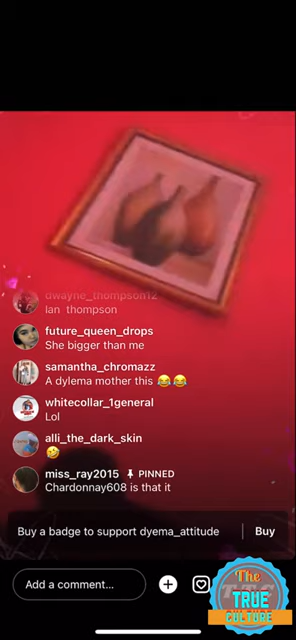 dwayne_thompson12
Ian thompson
future_queen_drops
She bigger than me
samantha_chromazz
A dylema mother this 😂😂
whitecollar_1general
Lol
alli_the_dark_skin
🤣
miss_ray2015 PINNED
Chardonnay608 is that it
Buy a badge to support dyema_attitude Buy
Add a comment...
The
TRUE
CULTURE